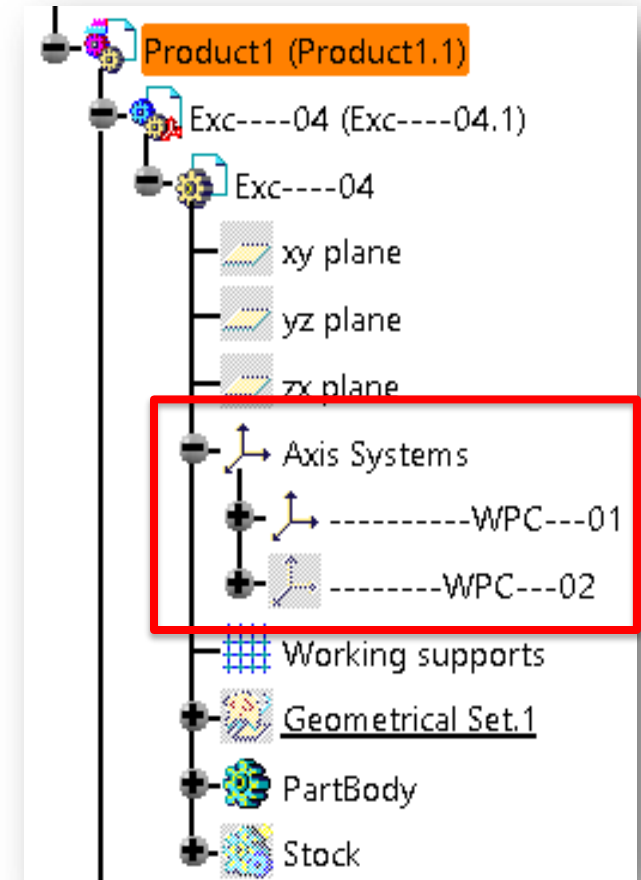 Product1 (Product1.1)
Exc----04 (Exc----04.1)
Exc----04
xy plane
yz plane
zx plane
Axis Systems
----------WPC---01
--------WPC---02
Working supports
Geometrical Set.1
PartBody
Stock